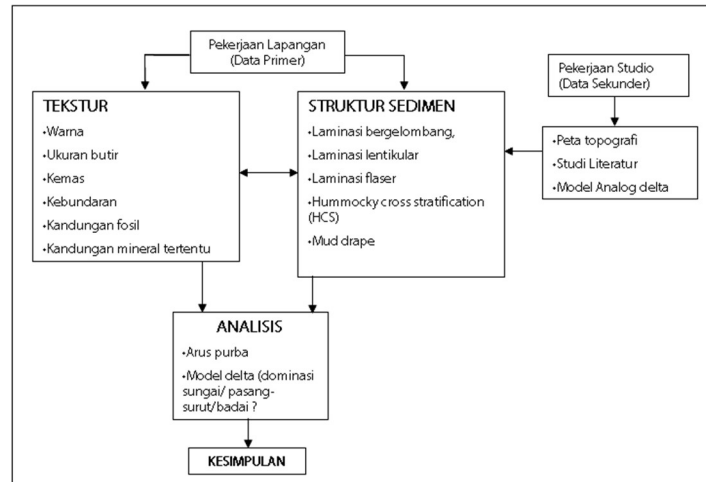 Pekerjaan Lapangan
(Data Primer)
Pekerjaan Studio
(Data Sekunder)
TEKSTUR
•Warna
•Ukuran butir
•Kemas
•Kebundaran
•Kandungan fosil
•Kandungan mineral tertentu
STRUKTUR SEDIMEN
•Laminasi bergelombang,
•Laminasi lentikular
•Laminasi flaser
•Hummocky cross stratification
(HCS)
•Mud drape
•Peta topografi
•Studi Literatur
•Model Analog delta
ANALISIS
•Arus purba
•Model delta (dominasi
sungai/ pasang-
surut/badai ?
KESIMPULAN